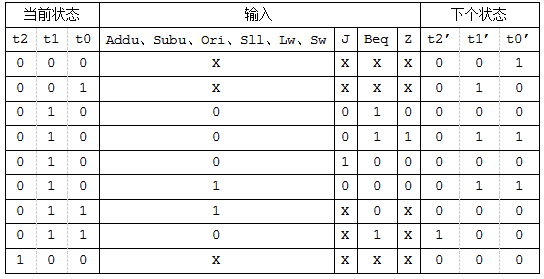 当前状态 输入 下个状态
t2 t1 t0 Addu、Subu、Ori、Sll、Lw、Sw J Beq Z t2’ t1’ t0’
0 0 0 x x x x 0 0 1
0 0 1 x x x x 0 1 0
0 1 0 0 0 1 0 0 0 0
0 1 0 0 0 1 1 0 1 1
0 1 0 0 1 0 0 0 0 0
0 1 0 1 0 0 0 0 1 1
0 1 1 1 x 0 x 0 0 0
0 1 1 0 x 1 x 1 0 0
1 0 0 x x x x 0 0 0